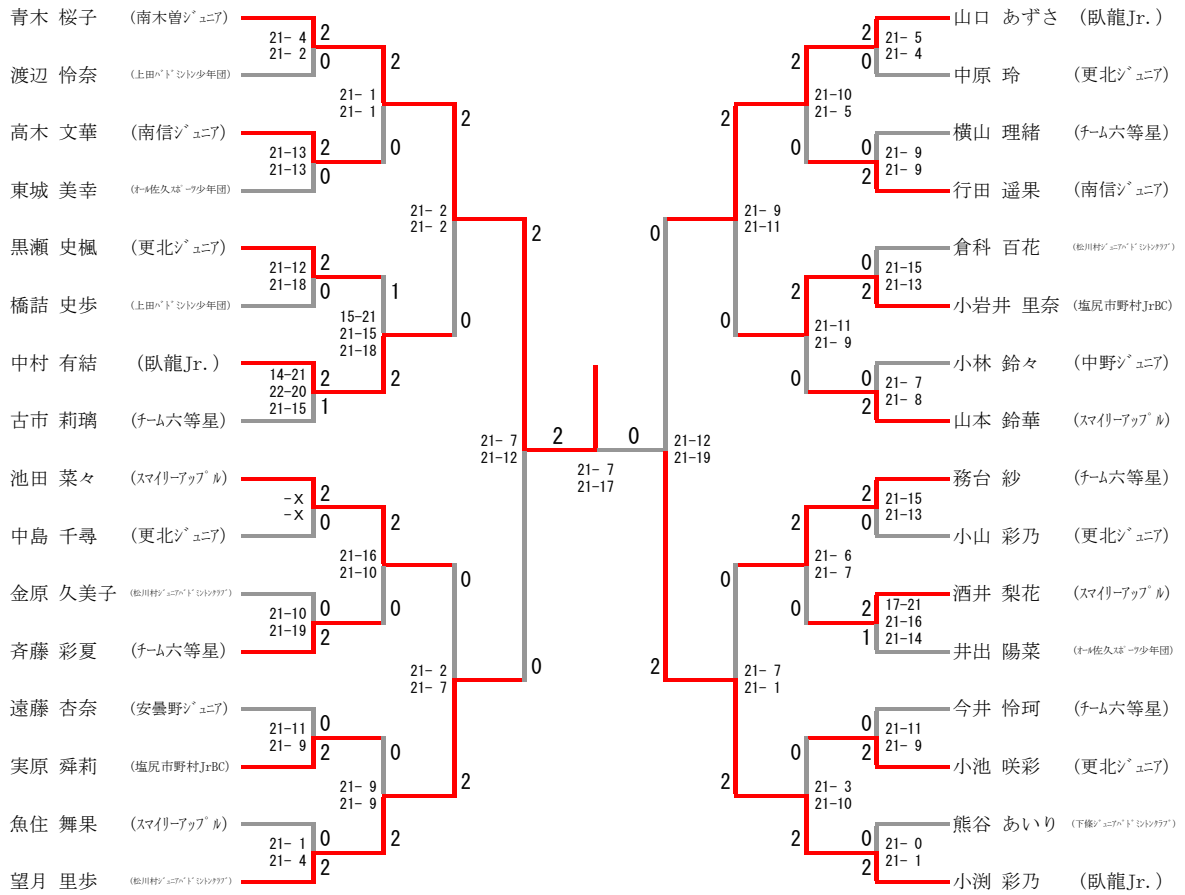 青木 桜子 (南木曽ジュニア)
21- 4 2
21- 2 0
渡辺 怜奈 (上田バドミントン少年団)
2
21- 1
21- 1
0
高木 文華 (南信ジュニア)
21-13 2
21-13 0
東城 美幸 (オール佐久スポーツ少年団)
2
21- 2
21- 2
0
黒瀬 史楓 (更北ジュニア)
21-12 2
21-18 0
橋詰 史歩 (上田バドミントン少年団)
1
15-21
21-15
21-18
2
中村 有結 (臥龍Jr.)
14-21 2
22-20
21-15 1
古市 莉璃 (チーム六等星)
2
21- 7
21-12
0
池田 菜々 (スマイリーアップル)
-X 2
-X 0
中島 千尋 (更北ジュニア)
2
21-16
21-10
0
金原 久美子 (松川村ジュニアバドミントンクラブ)
21-10 0
21-19 2
斉藤 彩夏 (チーム六等星)
0
21- 2
21- 7
2
遠藤 杏奈 (安曇野ジュニア)
21-11 0
21- 9 2
実原 舜莉 (塩尻市野村JrBC)
0
21- 9
21- 9
2
魚住 舞果 (スマイリーアップル)
21- 1 0
21- 4 2
望月 里歩 (松川村ジュニアバドミントンクラブ)
2 0
21- 7
21-17
山口 あずさ (臥龍Jr.)
2 21- 5
0 21- 4
中原 玲 (更北ジュニア)
2
21-10
21- 5
0
横山 理緒 (チーム六等星)
0 21- 9
2 21- 9
行田 遥果 (南信ジュニア)
2
21- 9
21-11
0
倉科 百花 (松川村ジュニアバドミントンクラブ)
0 21-15
2 21-13
小岩井 里奈 (塩尻市野村JrBC)
2
21-11
21- 9
0
小林 鈴々 (中野ジュニア)
0 21- 7
2 21- 8
山本 鈴華 (スマイリーアップル)
0
21-12
21-19
2
務台 紗 (チーム六等星)
2 21-15
0 21-13
小山 彩乃 (更北ジュニア)
2
21- 6
21- 7
0
酒井 梨花 (スマイリーアップル)
2 17-21
21-16
1 21-14
井出 陽菜 (オール佐久スポーツ少年団)
0
21- 7
21- 1
2
今井 怜珂 (チーム六等星)
0 21-11
2 21- 9
小池 咲彩 (更北ジュニア)
0
21- 3
21-10
2
熊谷 あいり (下條ジュニアバドミントンクラブ)
0 21- 0
2 21- 1
小渕 彩乃 (臥龍Jr.)